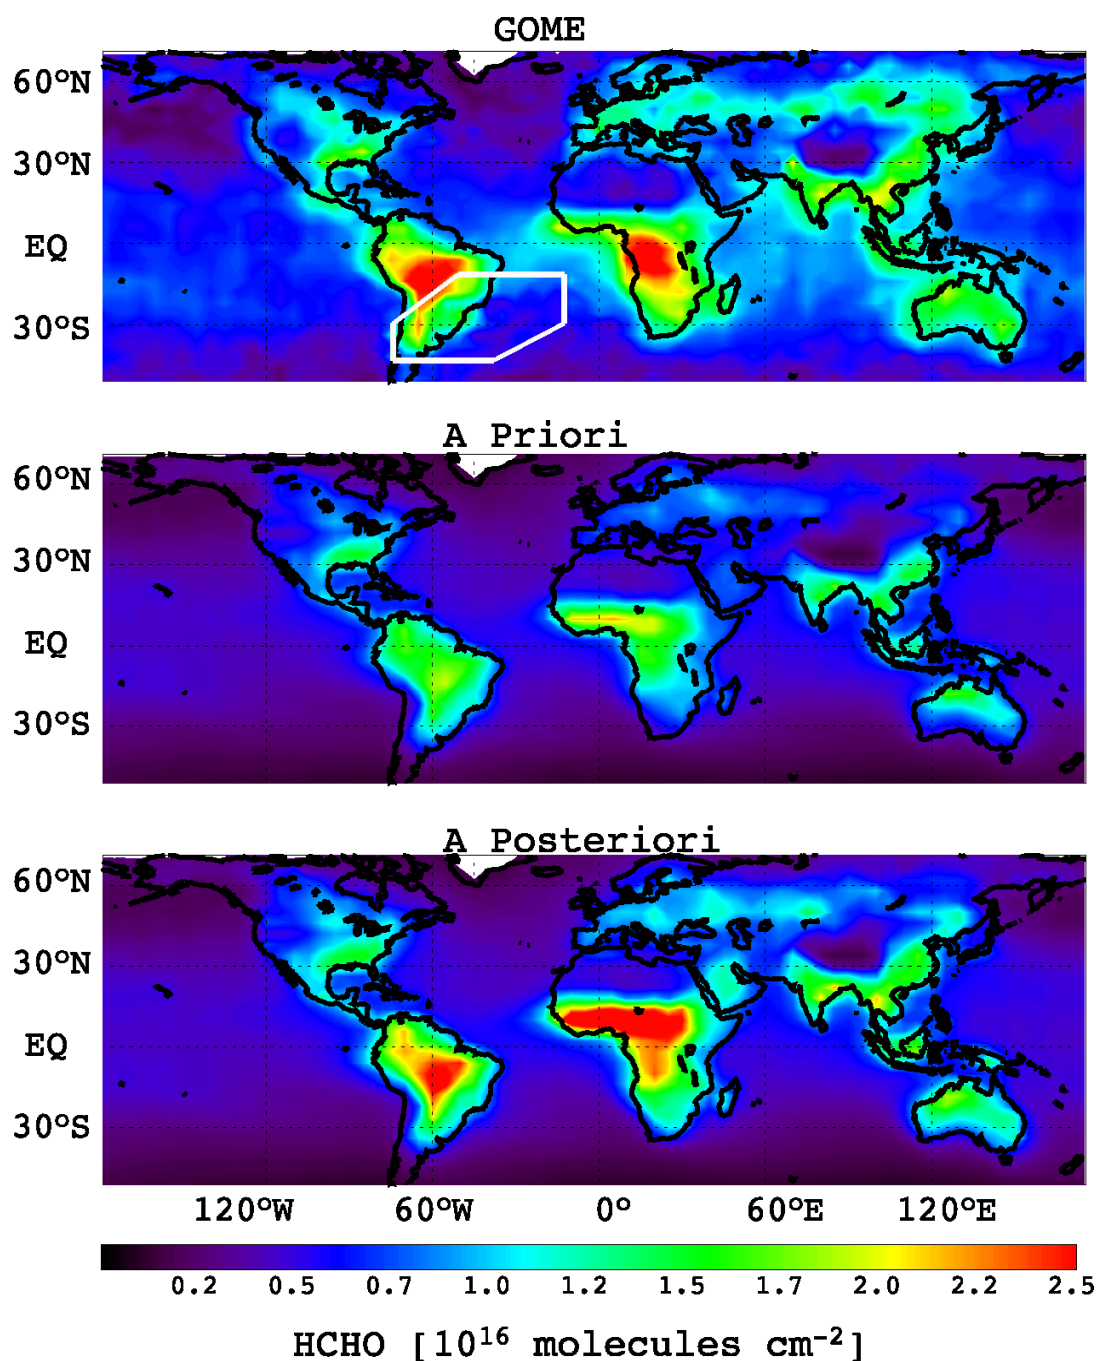 GOME
60°N
30°N
EQ
30°S
A Priori
60°N
30°N
EQ
30°S
A Posteriori
60°N
30°N
EQ
30°S
120°W 60°W 0° 60°E 120°E
0.2 0.5 0.7 1.0 1.2 1.5 1.7 2.0 2.2 2.5
HCHO [10¹⁶ molecules cm⁻²]